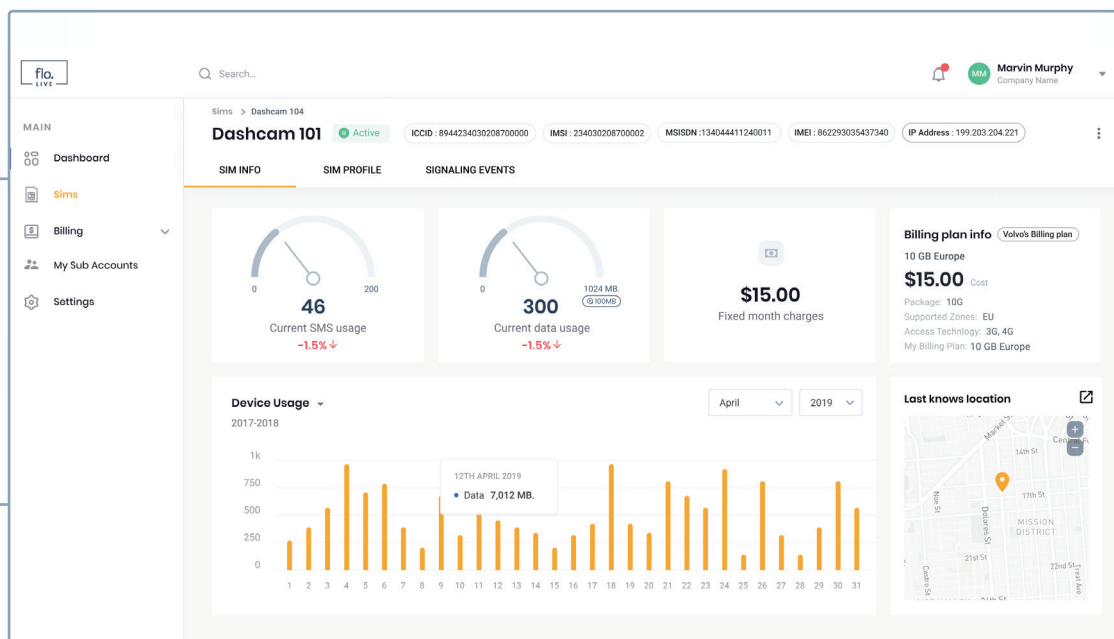 flo.
LIVE
Search...
MM
Marvin Murphy
Company Name
MAIN
Dashboard
Sims
Billing
My Sub Accounts
Settings
Sims > Dashcam 104
Dashcam 101
Active
ICCID : 8944234030208700000
IMSI : 234030208700002
MSISDN :134044411240011
IMEI : 862293035437340
IP Address : 199.203.204.221
SIM INFO
SIM PROFILE
SIGNALING EVENTS
0
200
46
Current SMS usage
-1.5%
0
1024 MB.
100MB
300
Current data usage
-1.5%
$15.00
Fixed month charges
Billing plan info
Volvo's Billing plan
10 GB Europe
$15.00 Cost
Package: 10G
Supported Zones: EU
Access Technlogy: 3G, 4G
My Billing Plan: 10 GB Europe
Device Usage
2017-2018
April
2019
1k
750
500
250
0
12TH APRIL 2019
Data 7,012 MB.
1 2 3 4 5 6 7 8 9 10 11 12 13 14 15 16 17 18 19 20 21 22 23 24 25 26 27 28 29 30 31
Last knows location
Market S
14th St
17th St
Noe St
Dolares St
MISSION
DISTRICT
21st St
22nd St
Castro St
Treat Ave